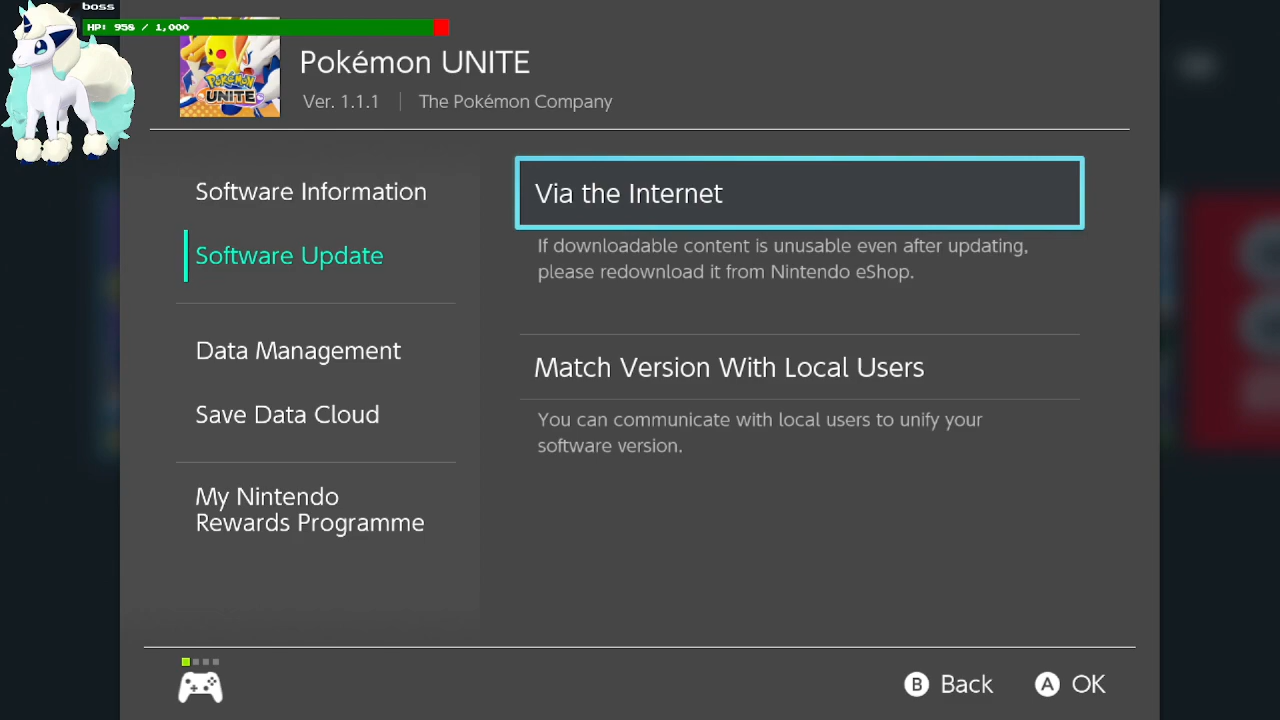 boss
HP: 958 / 1,000
POKÉMON
UNITE
Pokémon UNITE
Ver. 1.1.1
The Pokémon Company
Software Information
Software Update
Data Management
Save Data Cloud
My Nintendo
Rewards Programme
Via the Internet
If downloadable content is unusable even after updating,
please redownload it from Nintendo eShop.
Match Version With Local Users
You can communicate with local users to unify your
software version.
B Back
A OK